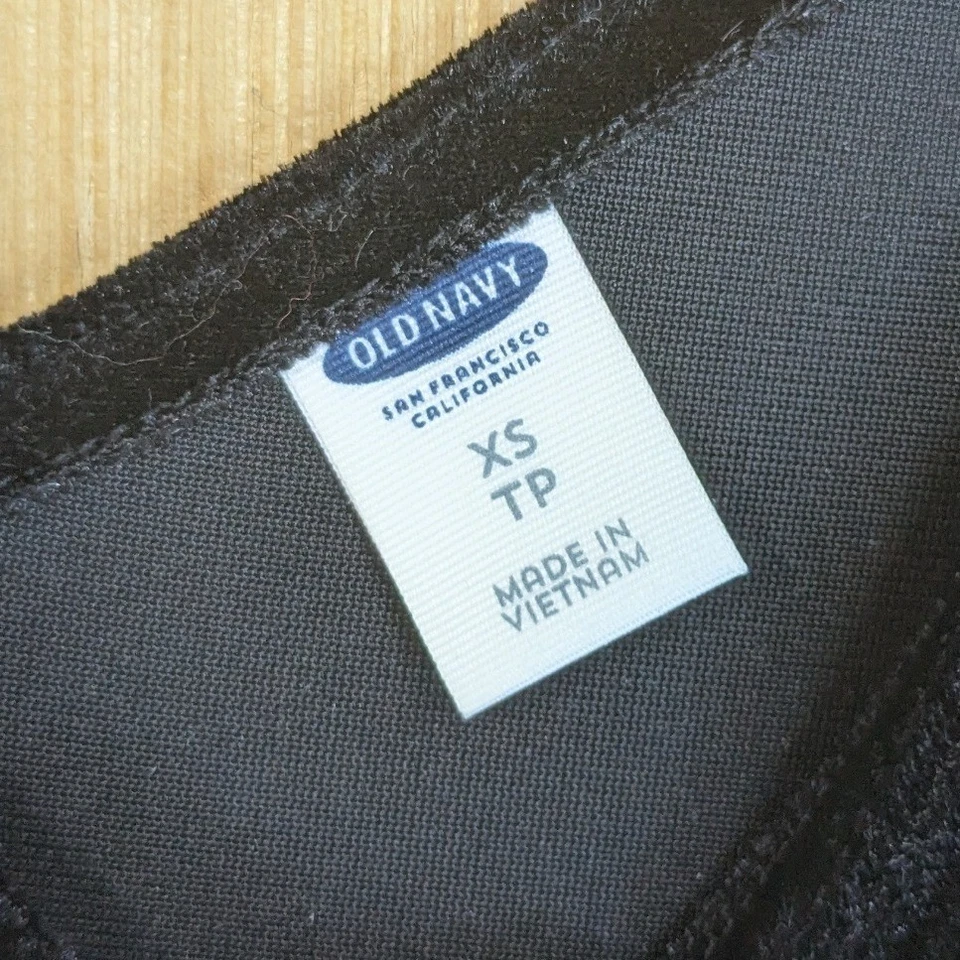 OLD NAVY
SAN FRANCISCO
CALIFORNIA
XS
TP
MADE IN
VIETNAM